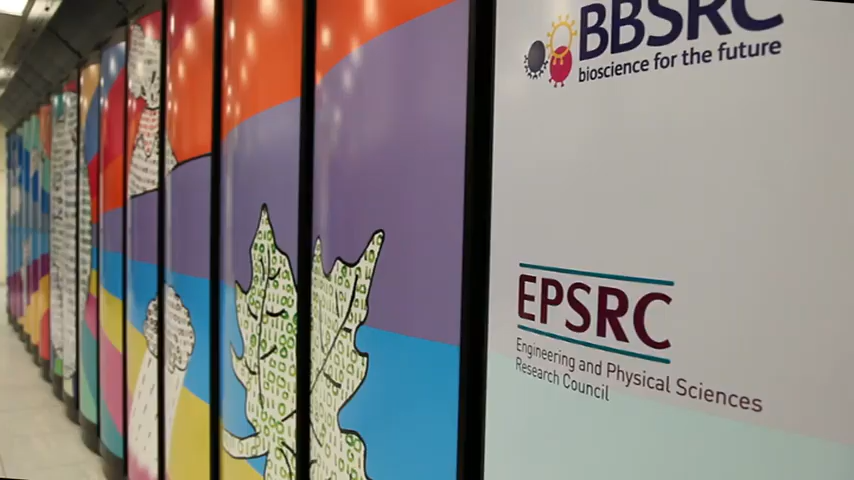 BBSRC
bioscience for the future
EPSRC
Engineering and Physical Sciences
Research Council